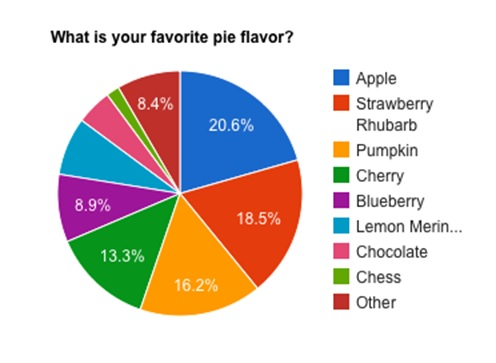 What is your favorite pie flavor?
8.4%
20.6%
8.9%
18.5%
13.3%
16.2%
Apple
Strawberry
Rhubarb
Pumpkin
Cherry
Blueberry
Lemon Merin...
Chocolate
Chess
Other